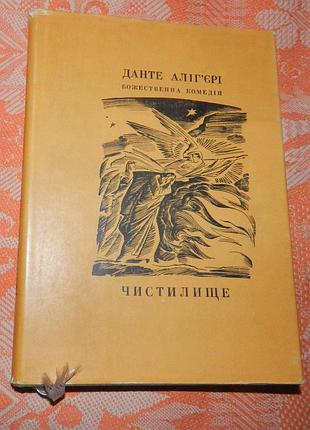 ДАНТЕ АЛІГ'ЄРІ
БОЖЕСТВЕННА КОМЕДІЯ
ЧИСТИЛИЩЕ